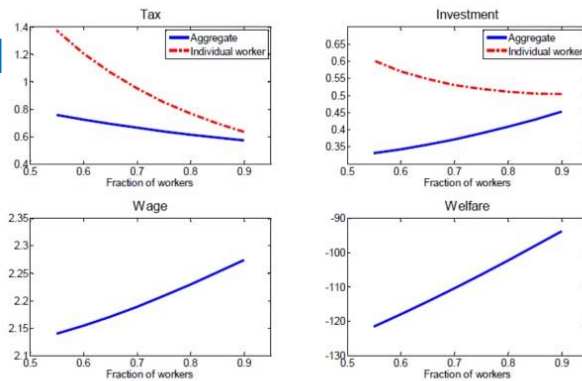 Tax
1.4
1.2
1
0.8
0.6
0.4
Aggregate
Individual worker
0.5 0.6 0.7 0.8 0.9
Fraction of workers
Investment
0.65
0.6
0.55
0.5
0.45
0.4
0.35
Aggregate
Individual worker
0.5 0.6 0.7 0.8 0.9
Fraction of workers
Wage
2.35
2.3
2.25
2.2
2.15
2.1
0.5 0.6 0.7 0.8 0.9
Fraction of workers
Welfare
-90
-100
-110
-120
-130
0.5 0.6 0.7 0.8 0.9
Fraction of workers